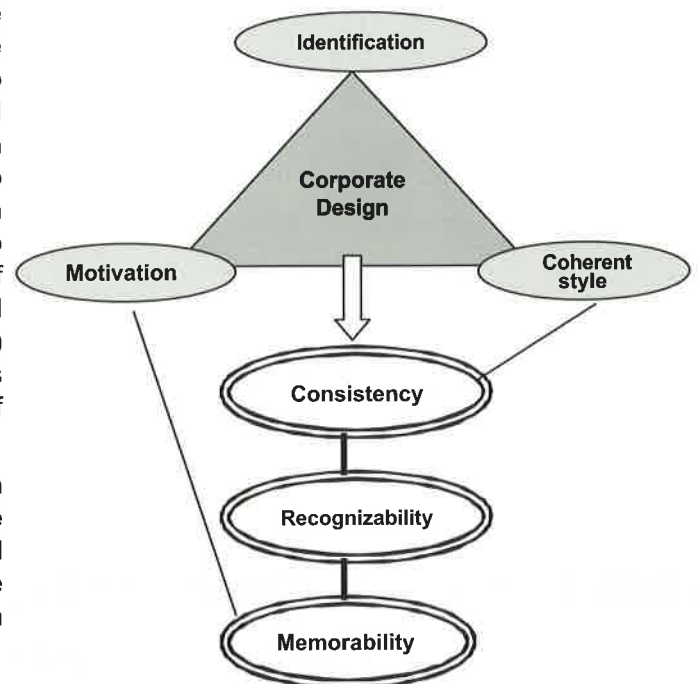 Identification
Corporate
Design
Motivation
Coherent
style
Consistency
Recognizability
Memorability